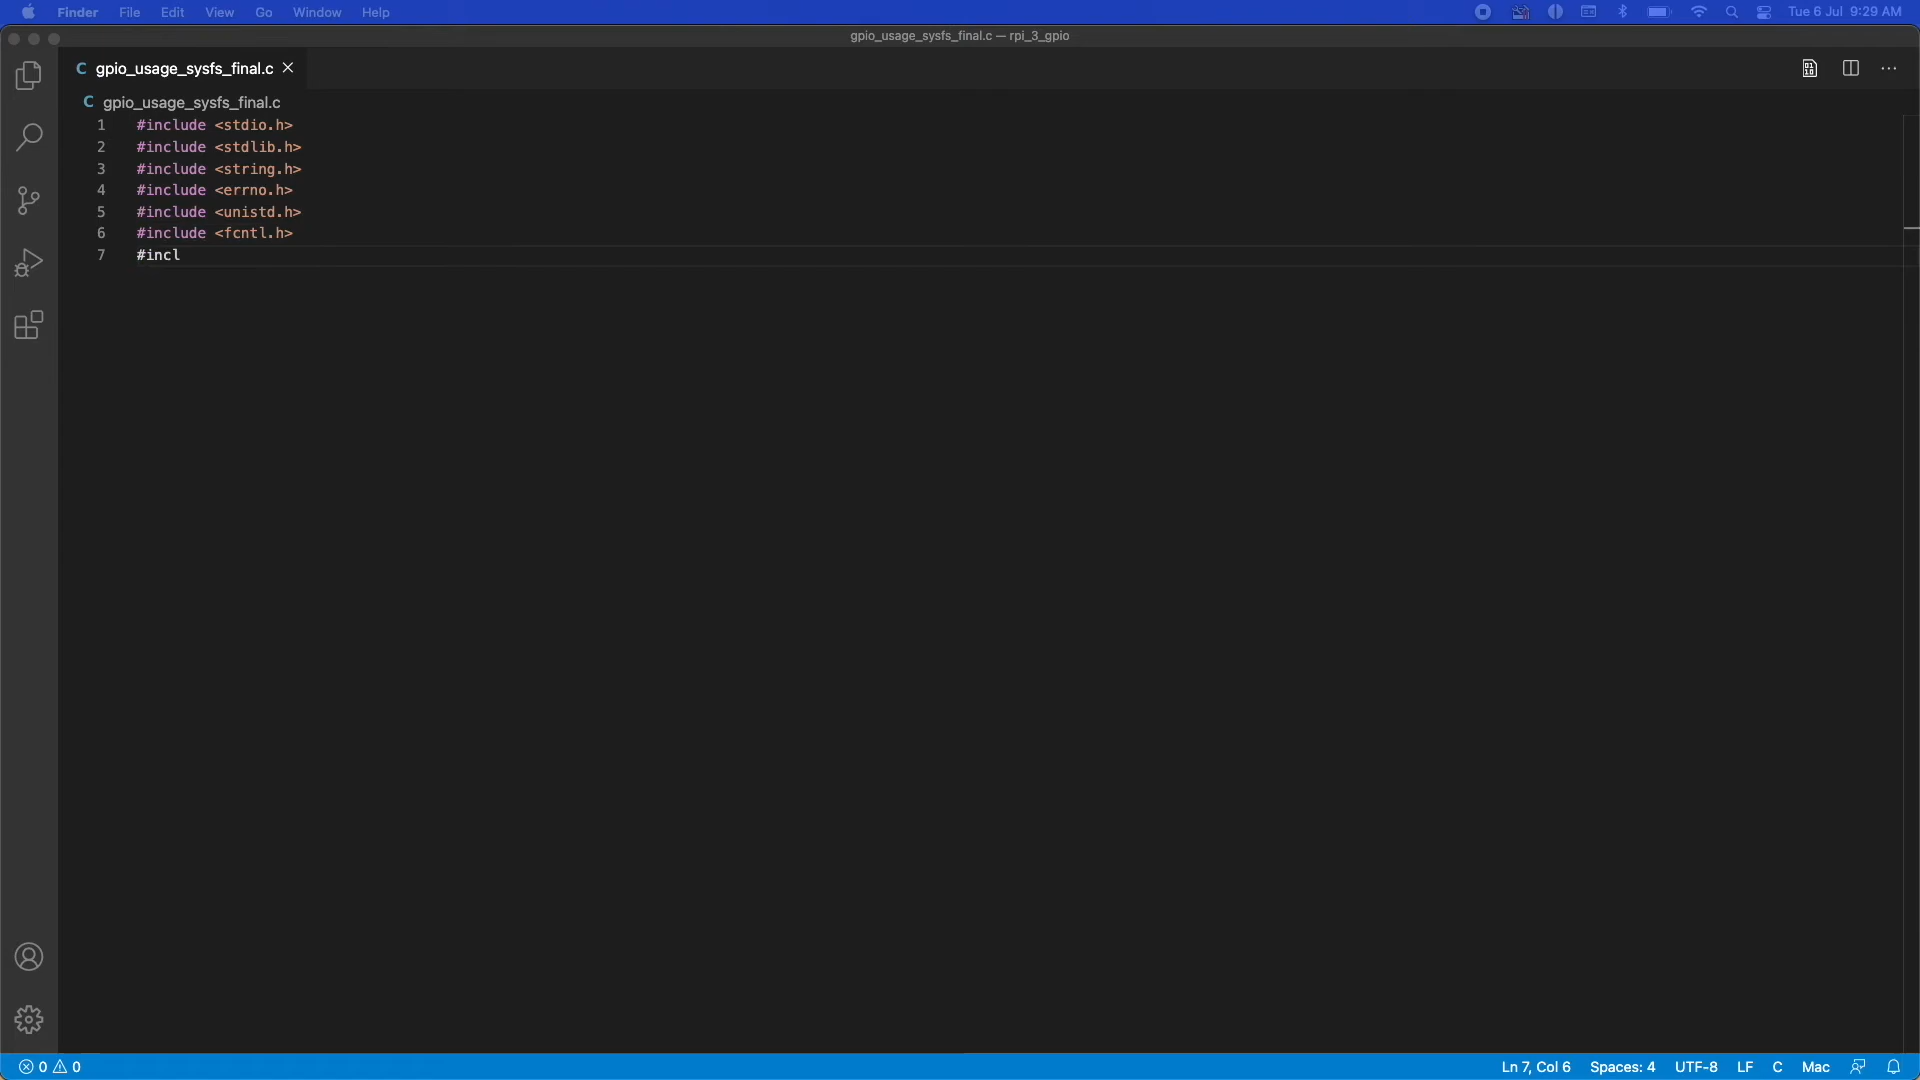 Finder File Edit View Go Window Help Tue 6 Jul 9:29 AM
gpio_usage_sysfs_final.c — rpi_3_gpio
C gpio_usage_sysfs_final.c
C gpio_usage_sysfs_final.c
1 #include <stdio.h>
2 #include <stdlib.h>
3 #include <string.h>
4 #include <errno.h>
5 #include <unistd.h>
6 #include <fcntl.h>
7 #incl
0 0 Ln 7, Col 6 Spaces: 4 UTF-8 LF C Mac